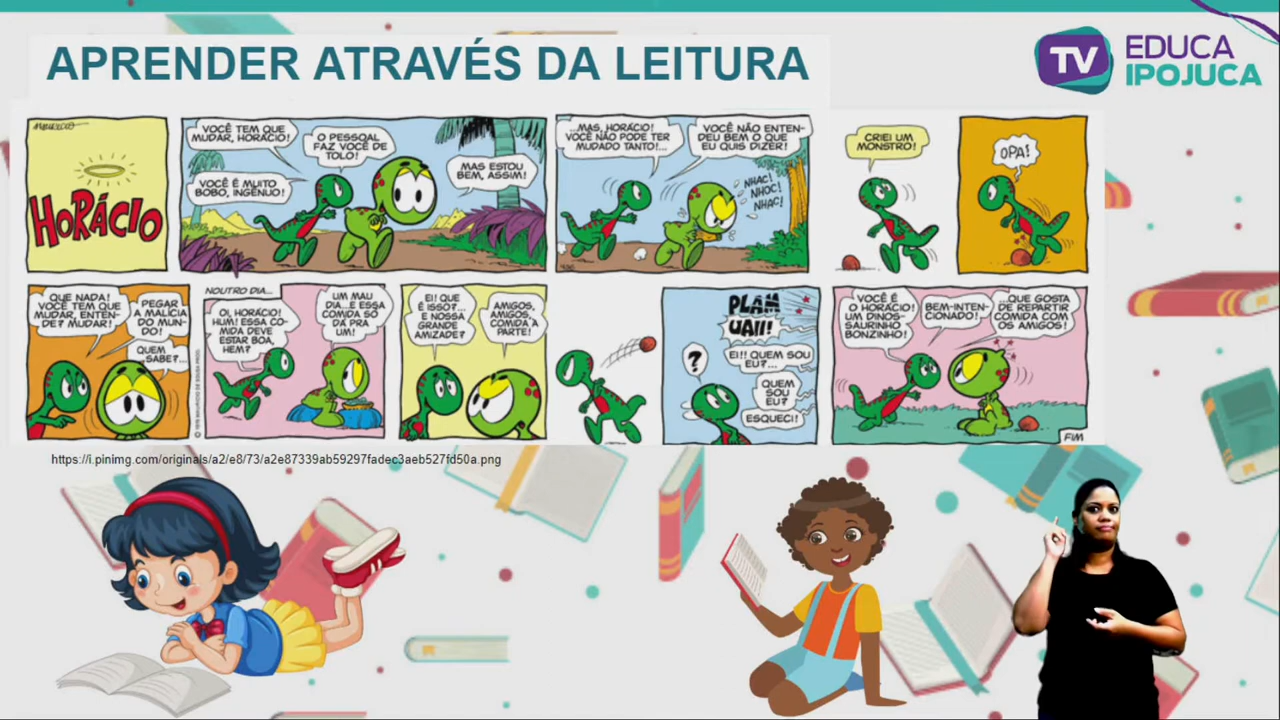 APRENDER ATRAVÉS DA LEITURA
TV
EDUCA
IPOJUCA
MAURICIO
HORÁCIO
VOCÊ TEM QUE
MUDAR, HORÁCIO!
O PESSOAL
FAZ VOCÊ DE
TOLO!
VOCÊ É MUITO
BOBO, INGÊNUO!
MAS ESTOU
BEM, ASSIM!
...MAS, HORÁCIO!
VOCÊ NÃO PODE TER
MUDADO TANTO!...
VOCÊ NÃO ENTEN-
DEU BEM O QUE
EU QUIS DIZER!
NHAC!
NHOC!
NHAC!
CRIEI UM
MONSTRO!
OPA!
QUE NADA!
VOCÊ TEM QUE
MUDAR, ENTEN-
DE? MUDAR!
PEGAR
A MALÍCIA
DO MUN-
DO!
QUEM
SABE?...
NOUTRO DIA...
OI, HORÁCIO!
HUM! ESSA CO-
MIDA DEVE
ESTAR BOA,
HEM?
UM MAU
DIA...E ESSA
COMIDA SÓ
DÁ PRA
UM!
EI! QUE
É ISSO?...
E NOSSA
GRANDE
AMIZADE?
AMIGOS,
AMIGOS,
COMIDA À
PARTE!
PLÁM
UAII!
?
EI!! QUEM SOU
EU?...
QUEM
SOU
EU?
ESQUECI!
VOCÊ É
O HORÁCIO!
UM DINOS-
SAURINHO
BONZINHO!
BEM-INTEN-
CIONADO!...
...QUE GOSTA
DE REPARTIR
COMIDA COM
OS AMIGOS!
FIM
https://i.pinimg.com/originals/a2/e8/73/a2e87339ab59297fadec3aeb527fd50a.png